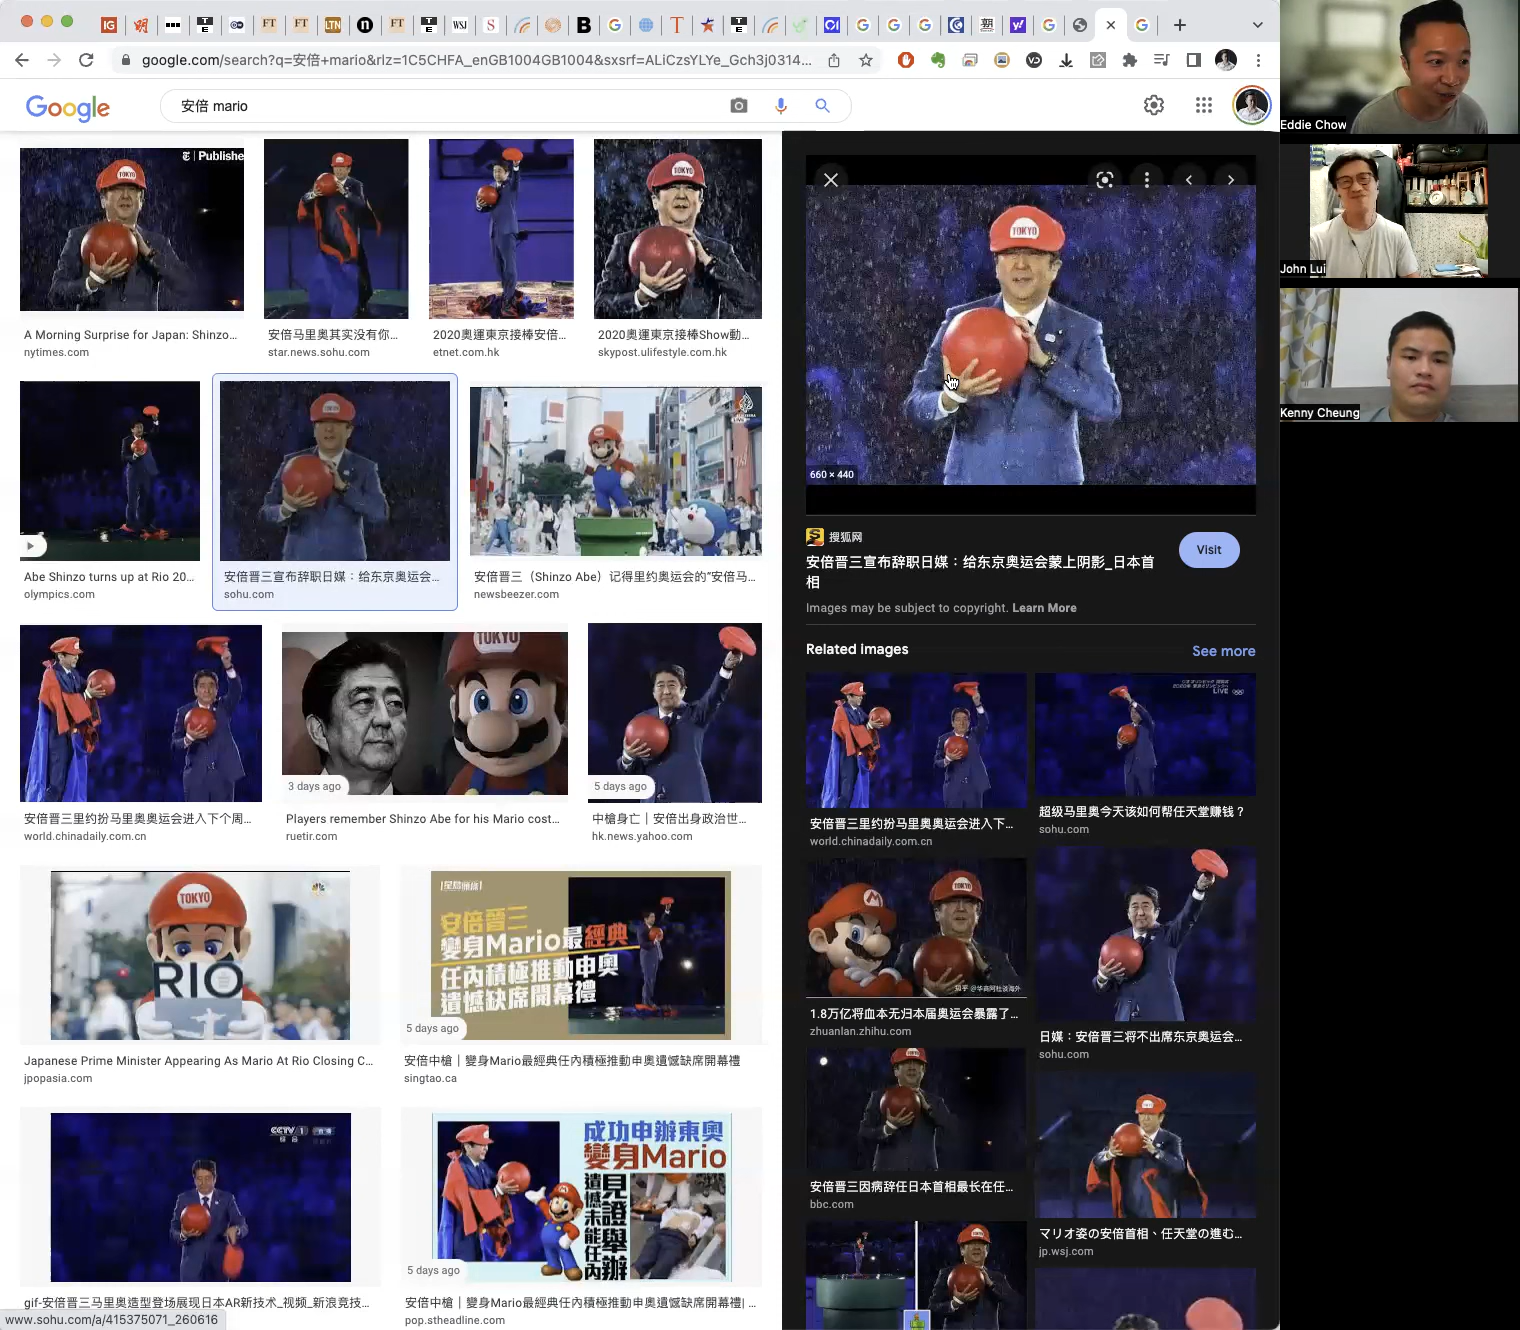 google.com/search?q=安倍+mario&rlz=1C5CHFA_enGB1004GB1004&sxsrf=ALiCzsYLYe_Gch3j0314...
Google
安倍 mario
Eddie Chow
John Lui
Kenny Cheung
A Morning Surprise for Japan: Shinzo...
nytimes.com
安倍马里奥其实没有你...
star.news.sohu.com
2020奧運東京接棒安倍...
etnet.com.hk
2020奧運東京接棒Show動...
skypost.ulifestyle.com.hk
Abe Shinzo turns up at Rio 20...
olympics.com
安倍晋三宣布辞职日媒：给东京奥运会...
sohu.com
安倍晋三（Shinzo Abe）记得里约奥运会的“安倍马...
newsbeezer.com
安倍晋三里约扮马里奥奥运会进入下个周...
world.chinadaily.com.cn
3 days ago
Players remember Shinzo Abe for his Mario cost...
ruetir.com
5 days ago
中槍身亡｜安倍出身政治世...
hk.news.yahoo.com
TOKYO
RIO
Japanese Prime Minister Appearing As Mario At Rio Closing C...
jpopasia.com
安倍晉三
變身Mario最經典
任內積極推動申奧
遺憾缺席開幕禮
5 days ago
安倍中槍｜變身Mario最經典任內積極推動申奧遺憾缺席開幕禮
singtao.ca
CCTV 1
gif-安倍晋三马里奥造型登场展现日本AR新技术_视频_新浪竞技...
www.sohu.com/a/415375071_260616
成功申辦東奧
變身Mario
遺憾未能任內
見證舉辦
5 days ago
安倍中槍｜變身Mario最經典任內積極推動申奧遺憾缺席開幕禮| ...
pop.stheadline.com
TOKYO
660 × 440
搜狐网
Visit
安倍晋三宣布辞职日媒：给东京奥运会蒙上阴影_日本首
相
Images may be subject to copyright. Learn More
Related images
See more
安倍晋三里约扮马里奥奥运会进入下...
world.chinadaily.com.cn
LIVE
超级马里奥今天该如何帮任天堂赚钱？
sohu.com
知乎 @华商阿杜谈海外
1.8万亿将血本无归本届奥运会暴露了...
zhuanlan.zhihu.com
日媒：安倍晋三将不出席东京奥运会...
sohu.com
安倍晋三因病辞任日本首相最长在任...
bbc.com
マリオ姿の安倍首相、任天堂の進む...
jp.wsj.com